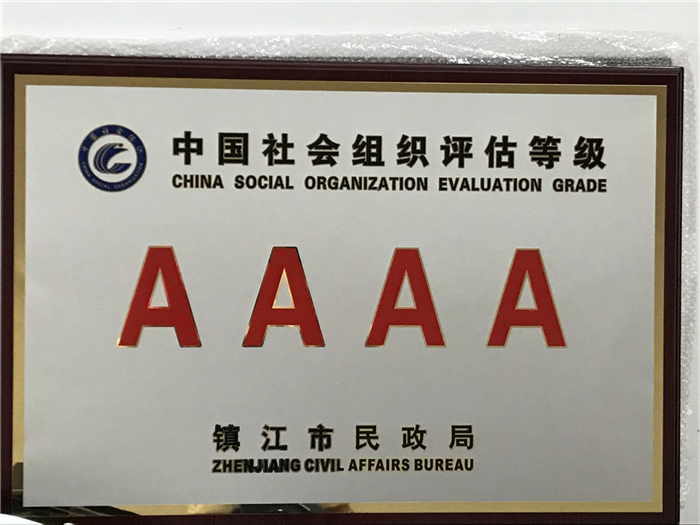 中国社会组织评估等级
CHINA SOCIAL ORGANIZATION EVALUATION GRADE
AAAA
镇江市民政局
ZHENJIANG CIVIL AFFAIRS BUREAU